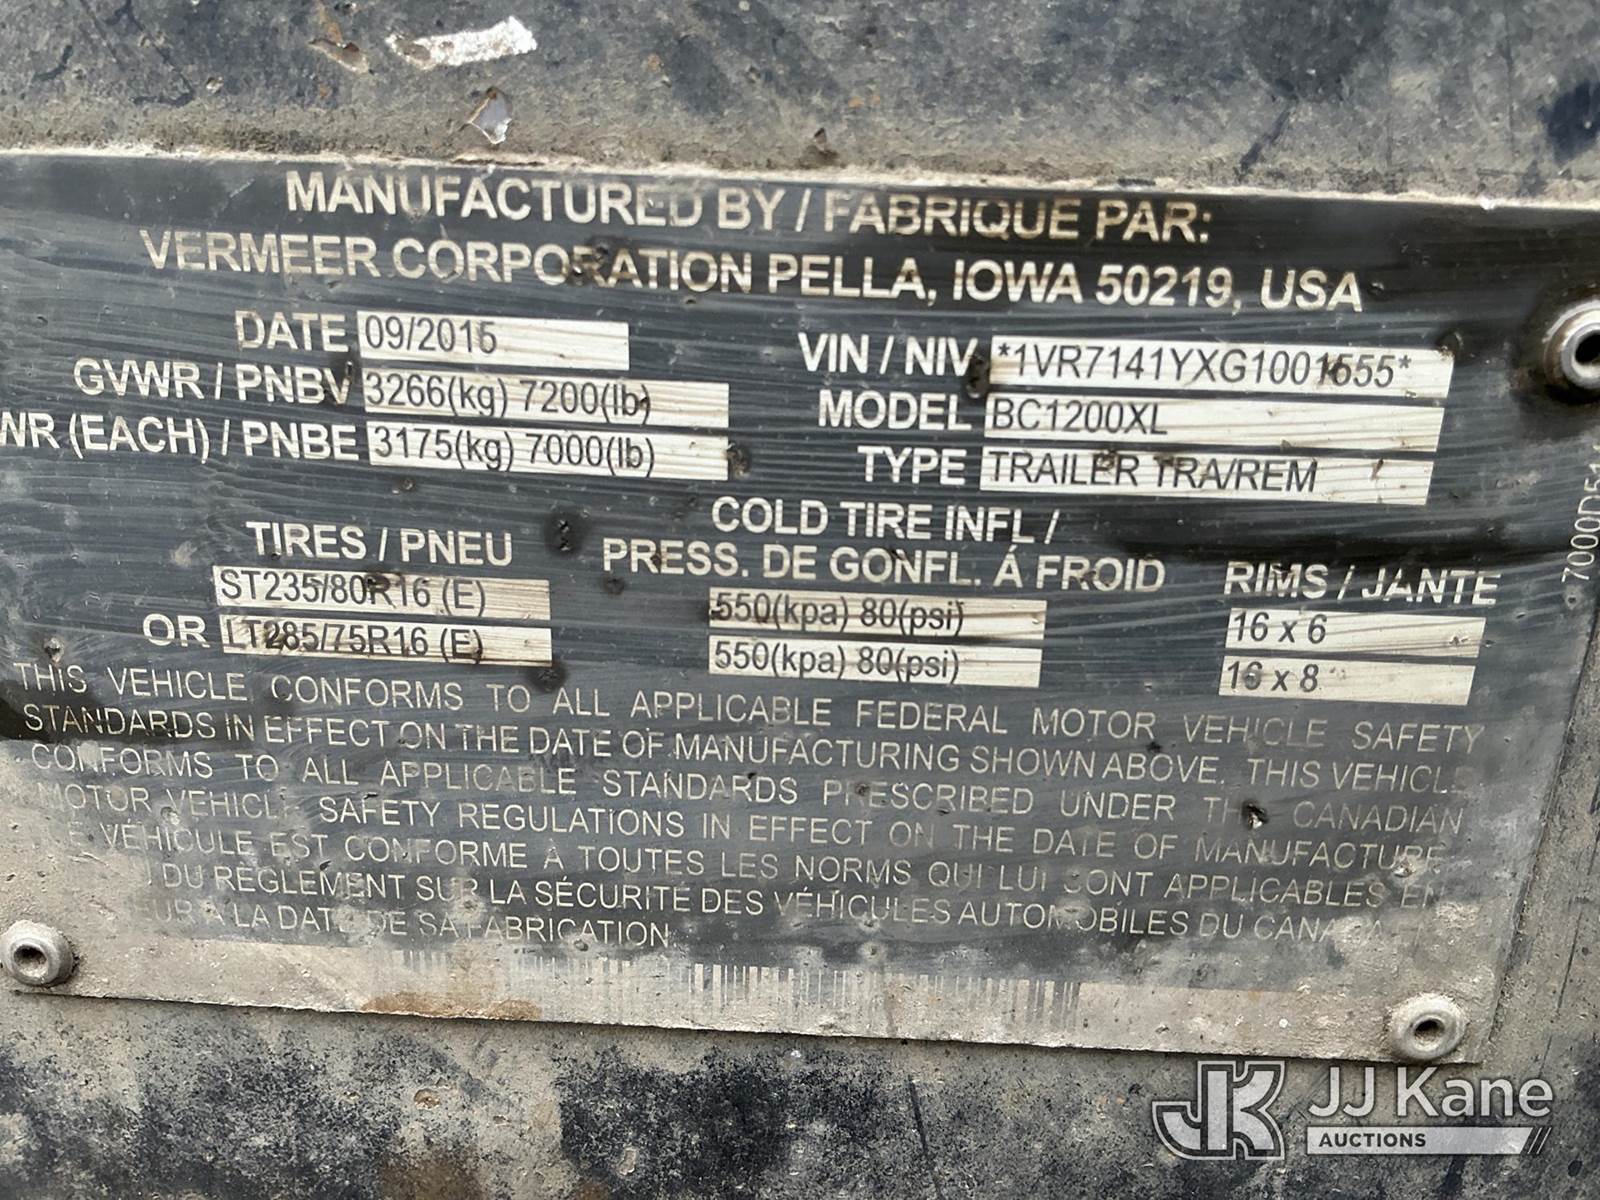 MANUFACTURED BY / FABRIQUE PAR:
VERMEER CORPORATION PELLA, IOWA 50219, USA
DATE 09/2015
VIN / NIV *1VR7141YXG1001555*
GVWR / PNBV 3266(kg) 7200(lb)
MODEL BC1200XL
WR (EACH) / PNBE 3175(kg) 7000(lb)
TYPE TRAILER TRA/REM
TIRES / PNEU
COLD TIRE INFL /
PRESS. DE GONFL. Á FROID
RIMS / JANTE
ST235/80R16 (E) 550(kpa) 80(psi) 16 x 6
OR LT285/75R16 (E) 550(kpa) 80(psi) 16 x 8
THIS VEHICLE CONFORMS TO ALL APPLICABLE FEDERAL MOTOR VEHICLE SAFETY
STANDARDS IN EFFECT ON THE DATE OF MANUFACTURING SHOWN ABOVE. THIS VEHICLE
CONFORMS TO ALL APPLICABLE STANDARDS PRESCRIBED UNDER THE CANADIAN
MOTOR VEHICLE SAFETY REGULATIONS IN EFFECT ON THE DATE OF MANUFACTURE
VÉHICULE EST CONFORME À TOUTES LES NORMS QUI LUI SONT APPLICABLES EN
DU RÈGLEMENT SUR LA SÉCURITÉ DES VÉHICULES AUTOMOBILES DU CANADA
À LA DATE DE SA FABRICATION
7000D51
JK JJ Kane
AUCTIONS